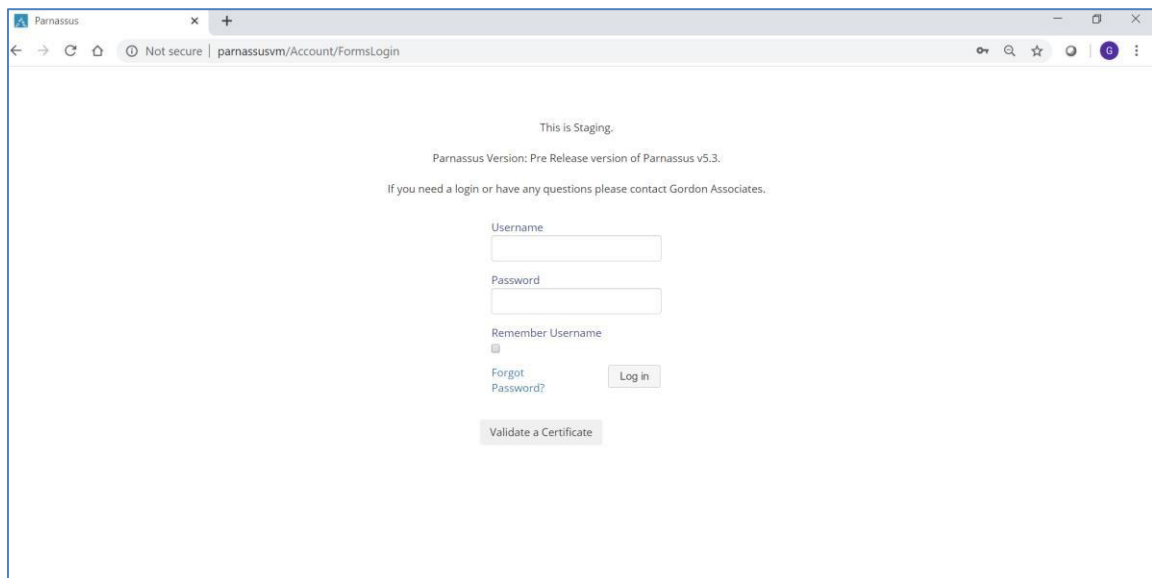 Parnassus
Not secure | parnassusvm/Account/FormsLogin
G
This is Staging.
Parnassus Version: Pre Release version of Parnassus v5.3.
If you need a login or have any questions please contact Gordon Associates.
Username
Password
Remember Username
Forgot
Password?
Log in
Validate a Certificate